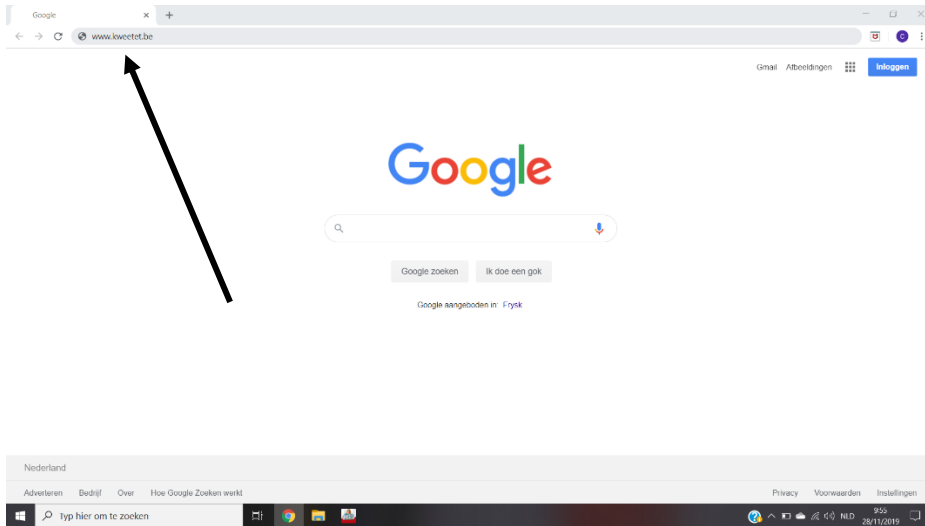 Google
www.kweetet.be
C
Gmail Afbeeldingen Inloggen
Google
Google zoeken Ik doe een gok
Google aangeboden in: Frysk
Nederland
Adverteren Bedrijf Over Hoe Google Zoeken werkt Privacy Voorwaarden Instellingen
Typ hier om te zoeken NLD 9:55
28/11/2019